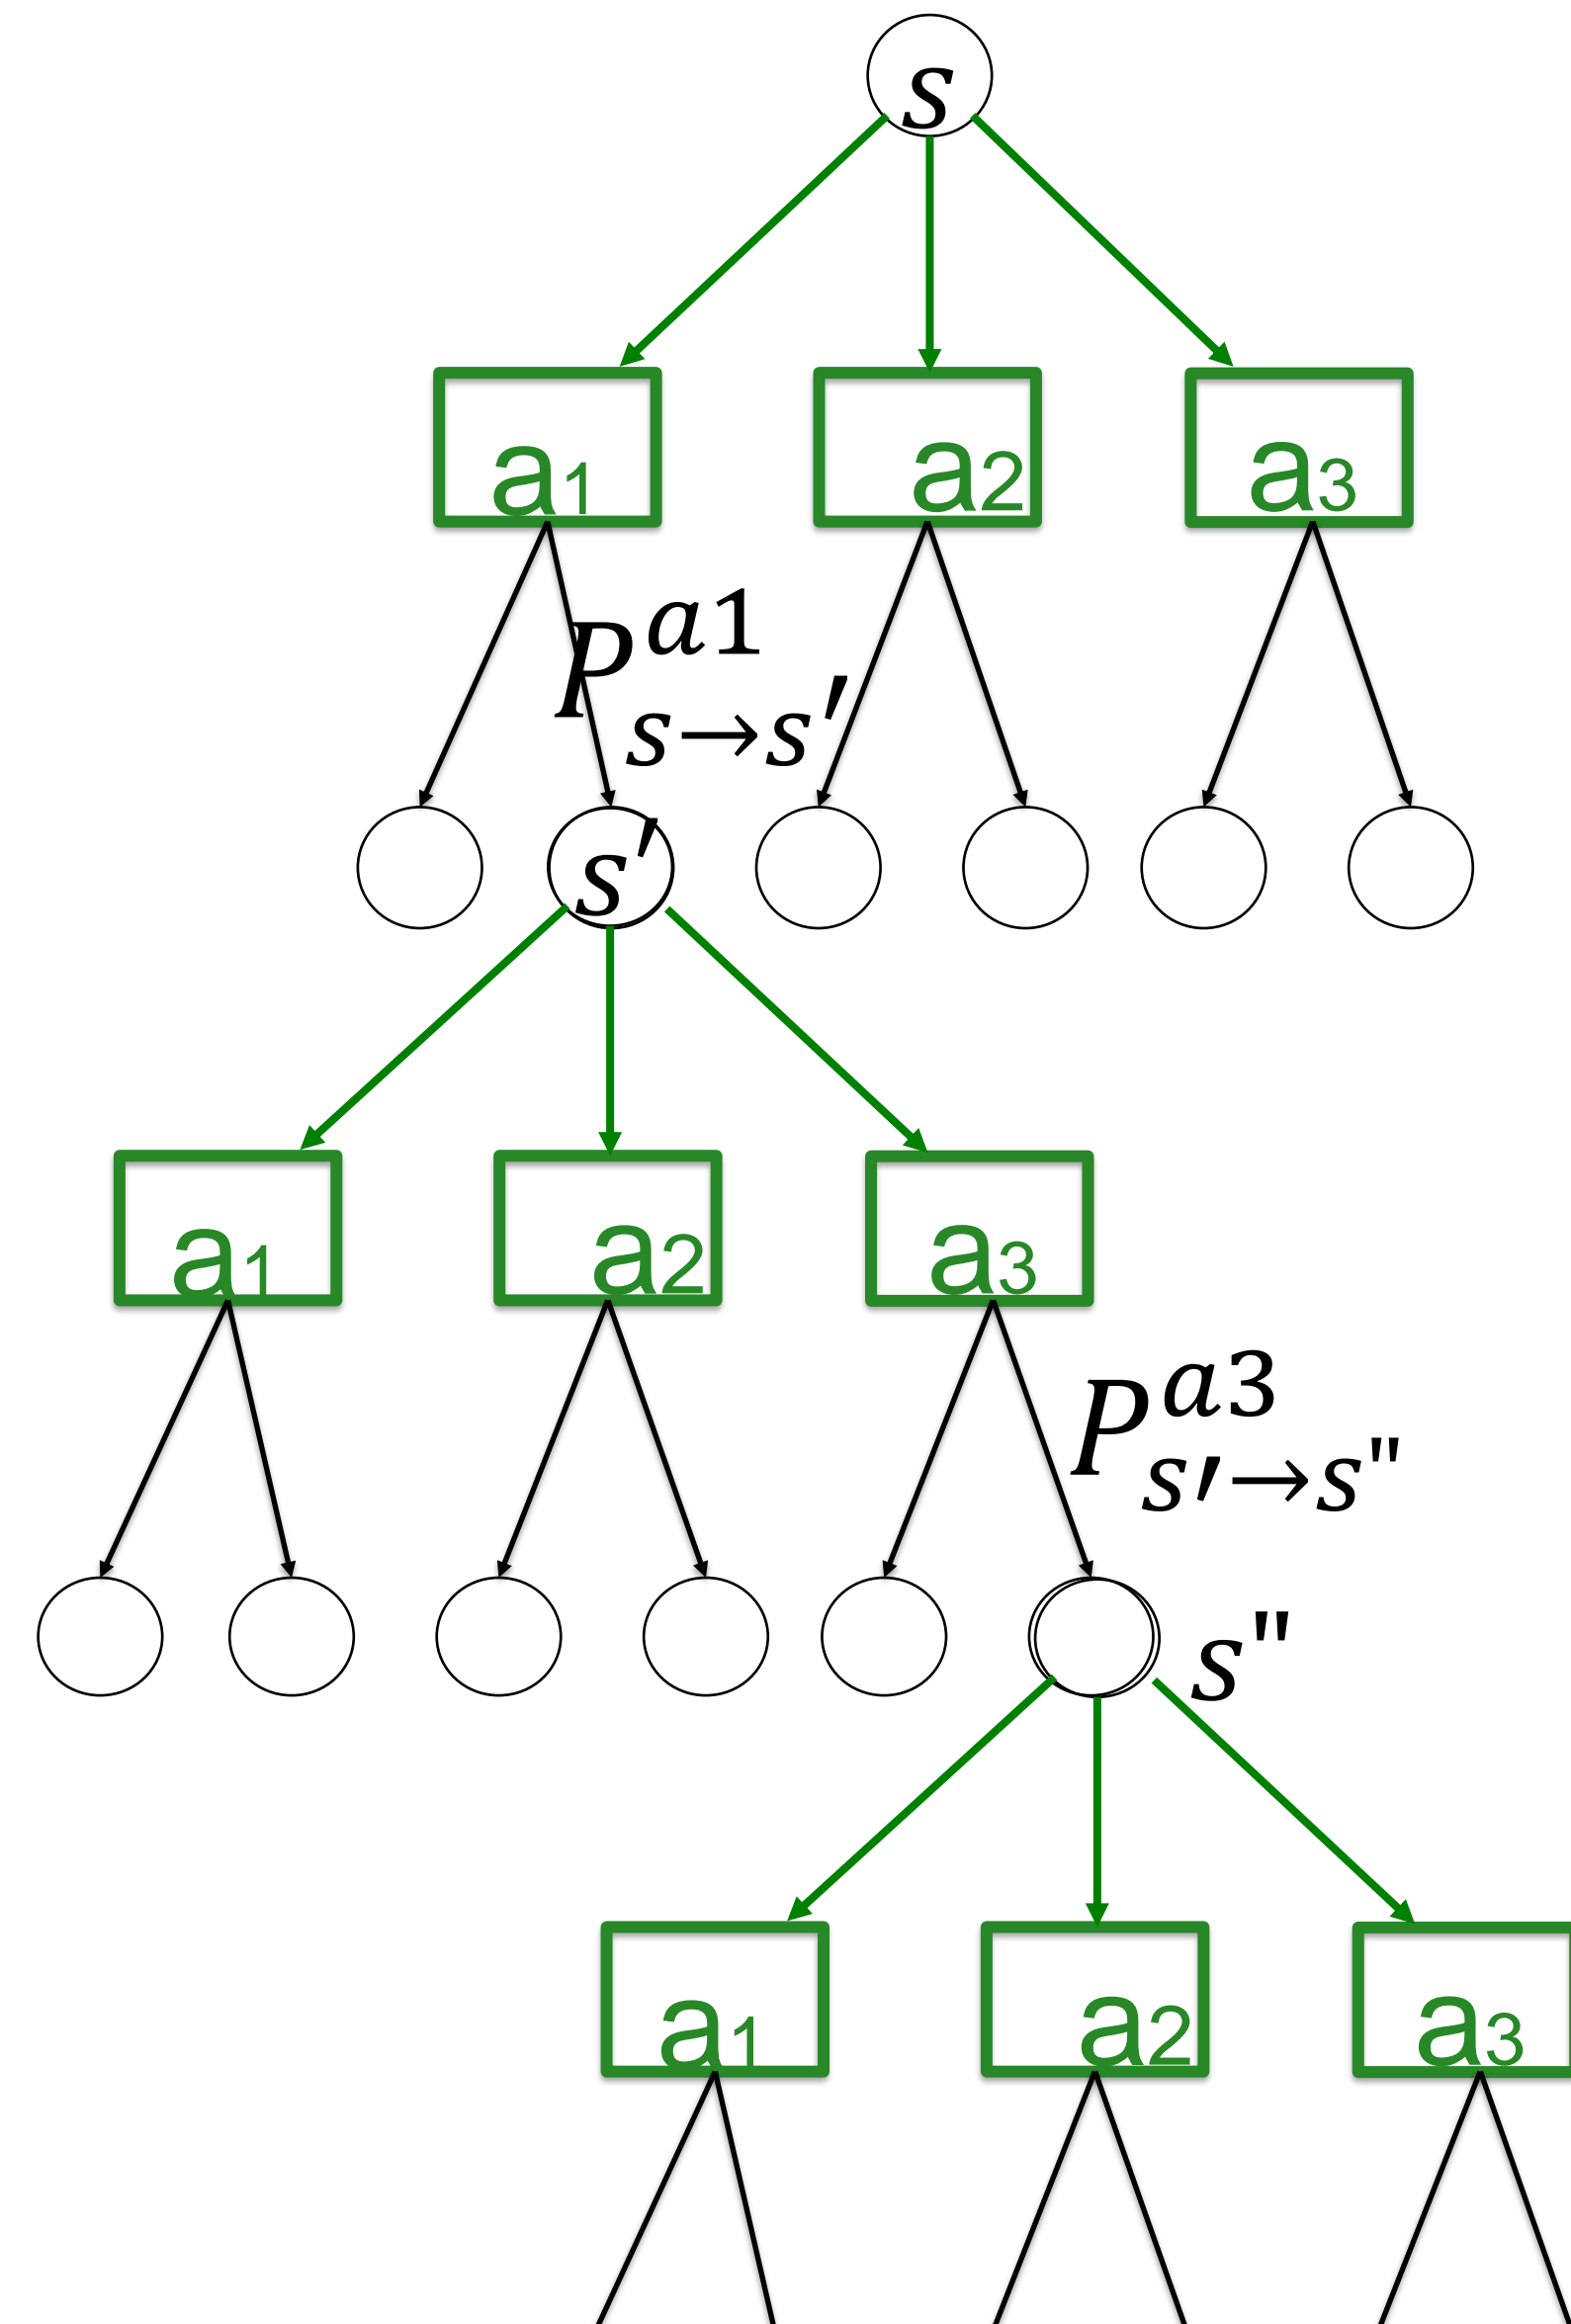 s
a1 a2 a3
P^{a1}_{s→s'}
s'
a1 a2 a3
P^{a3}_{s'→s"}
s"
a1 a2 a3